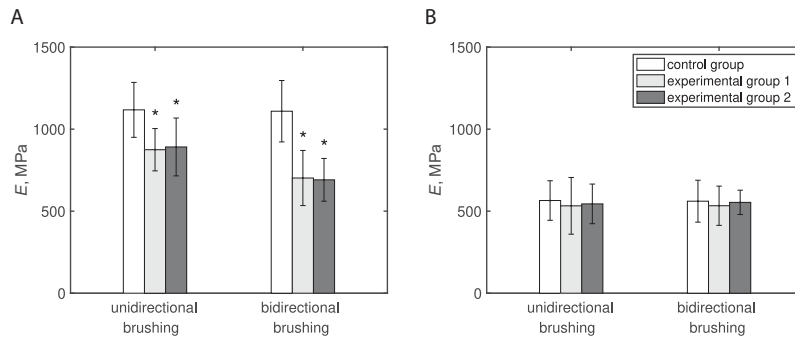 A
1500
1000
500
0
E, MPa
* * * *
unidirectional
brushing
bidirectional
brushing
B
1500
1000
500
0
E, MPa
control group
experimental group 1
experimental group 2
unidirectional
brushing
bidirectional
brushing